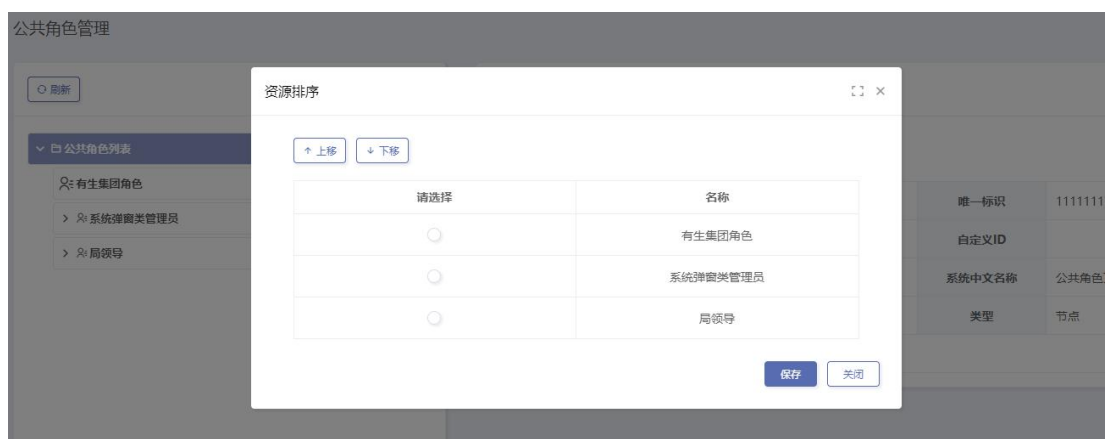 公共角色管理
刷新
公共角色列表
有生集团角色
系统弹窗类管理员
局领导
资源排序
上移 下移
请选择 名称
有生集团角色
系统弹窗类管理员
局领导
保存 关闭
唯一标识 1111111
自定义ID
系统中文名称 公共角色
类型 节点